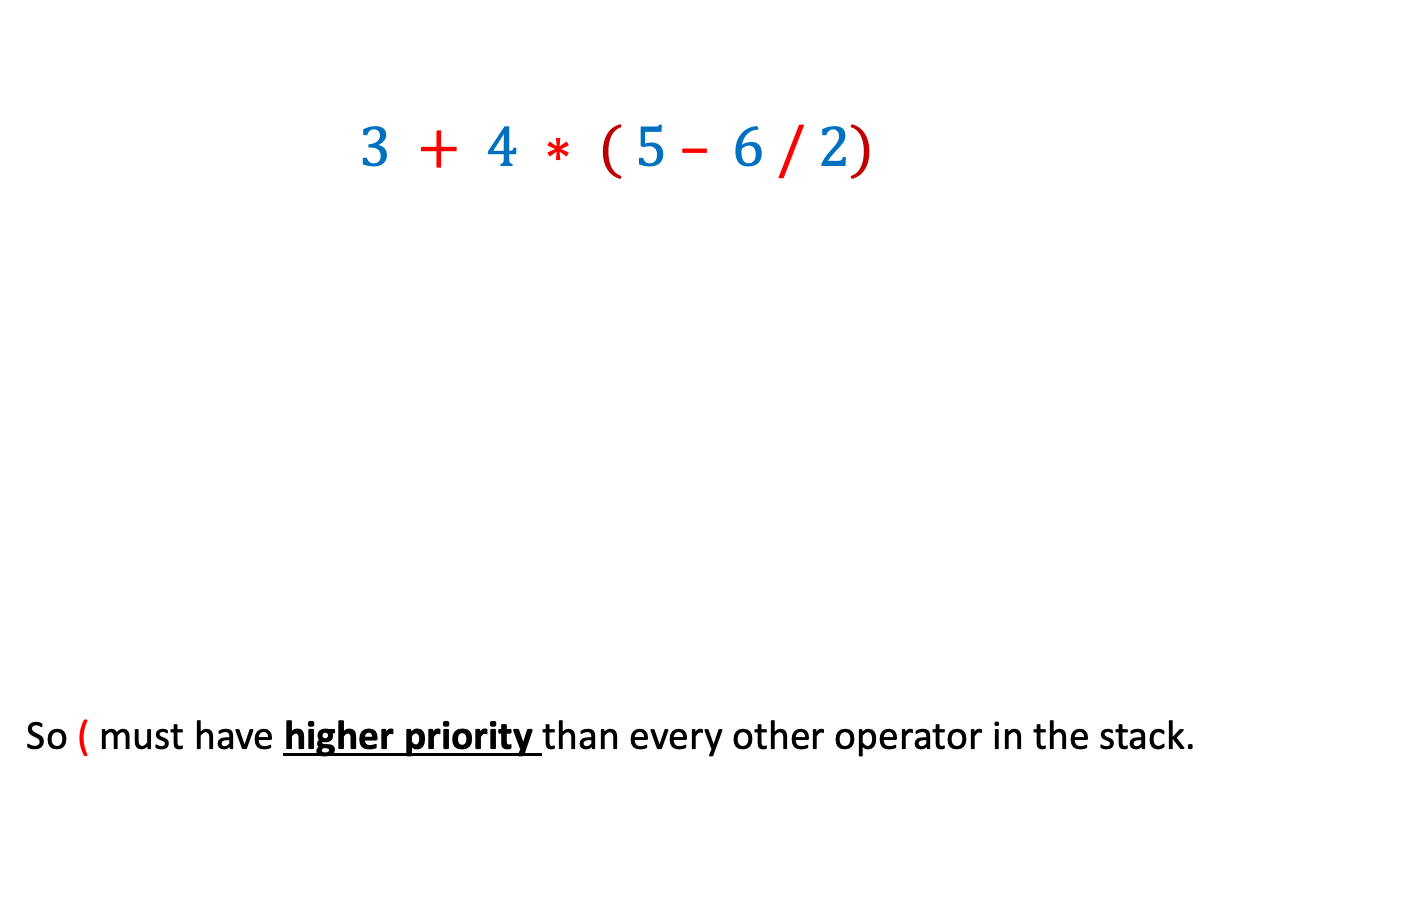 3 + 4 * ( 5 – 6 / 2)
So ( must have higher priority than every other operator in the stack.